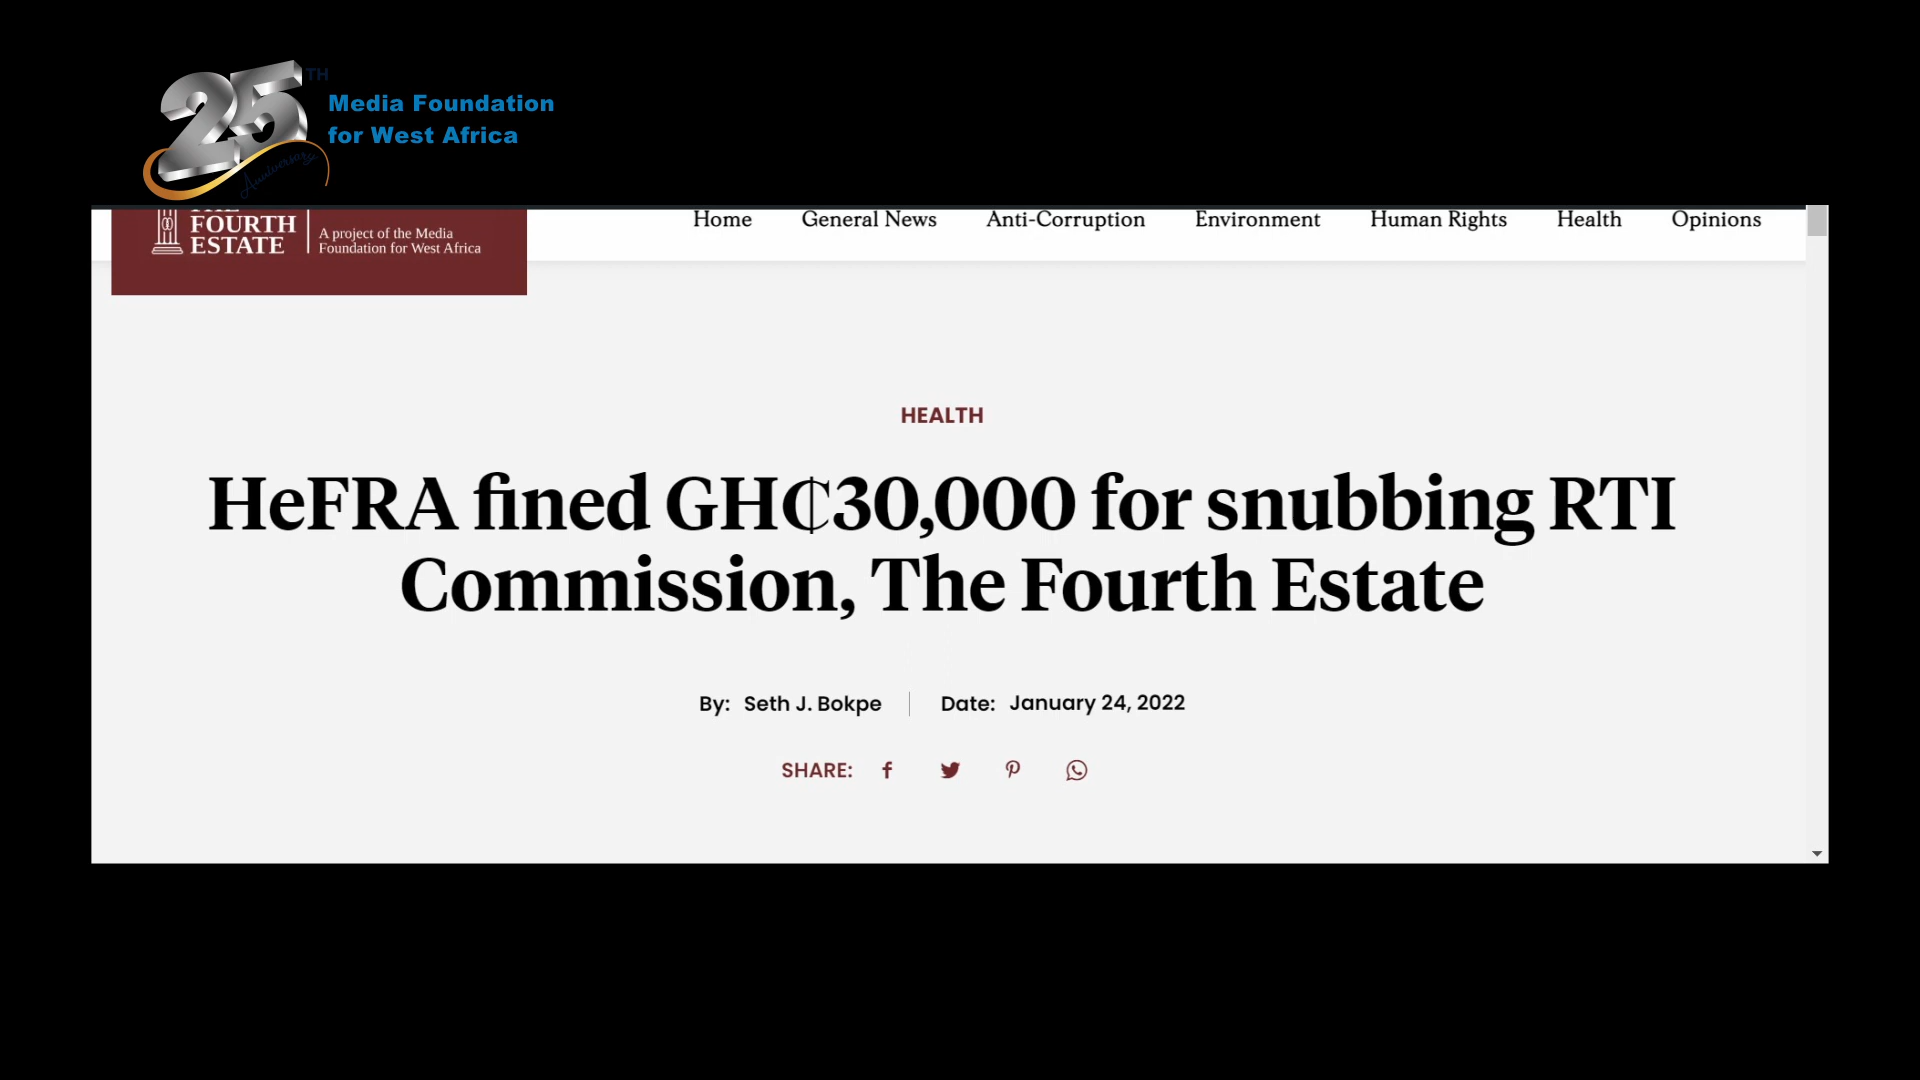 25TH
Anniversary
Media Foundation
for West Africa
THE
FOURTH
ESTATE
A project of the Media
Foundation for West Africa
Home General News Anti-Corruption Environment Human Rights Health Opinions
HEALTH
HeFRA fined GH₵30,000 for snubbing RTI
Commission, The Fourth Estate
By: Seth J. Bokpe Date: January 24, 2022
SHARE: